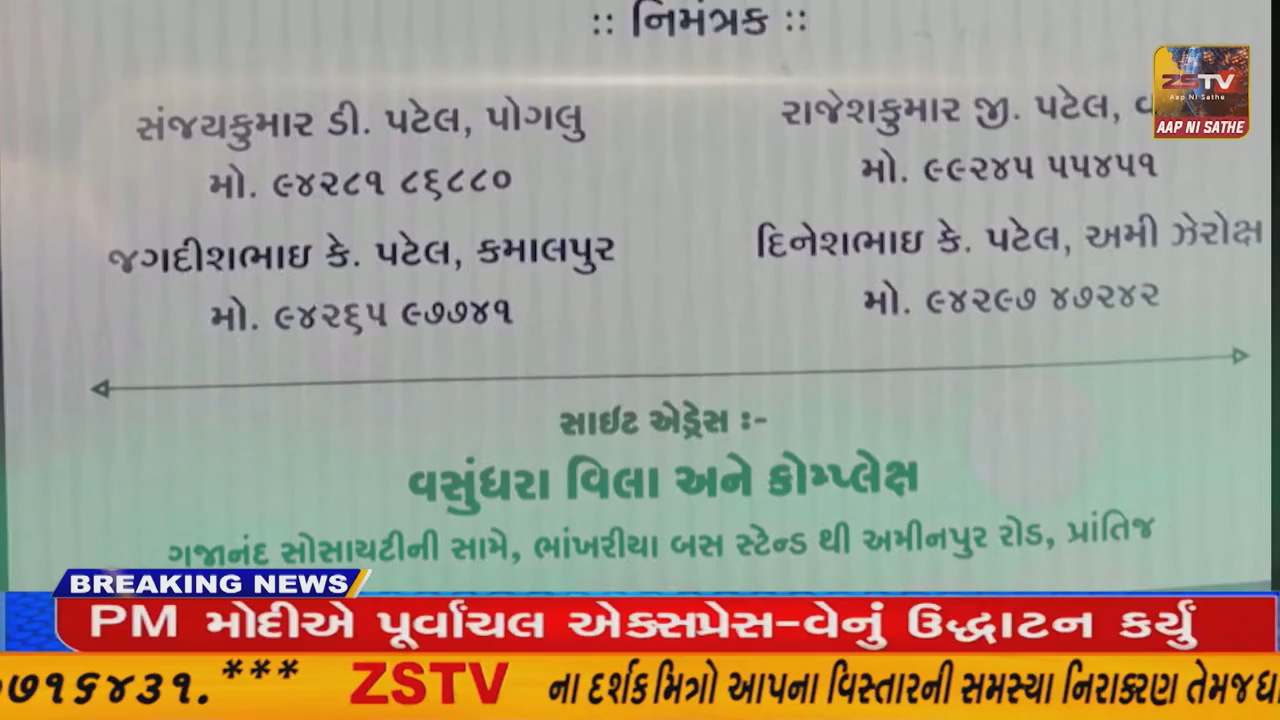 :: નિમંત્રક ::
સંજયકુમાર ડી. પટેલ, પોગલુ
મો. ૯૪૨૮૧ ૮૬૮૮૦
રાજેશકુમાર જી. પટેલ,
મો. ૯૯૨૪૫ ૫૫૪૫૧
જગદીશભાઇ કે. પટેલ, કમાલપુર
મો. ૯૪૨૬૫ ૯૭૭૪૧
દિનેશભાઇ કે. પટેલ, અમી ઝેરોક્ષ
મો. ૯૪૨૯૭ ૪૭૨૪૨
સાઈટ એડ્રેસ :-
વસુંધરા વિલા અને કોમ્પ્લેક્ષ
ગજાનંદ સોસાયટીની સામે, ભાંખરીયા બસ સ્ટેન્ડ થી અમીનપુર રોડ, પ્રાંતિજ
ZSTV
Aap Ni Sathe
AAP NI SATHE
BREAKING NEWS
PM મોદીએ પૂર્વાંચલ એક્સપ્રેસ-વેનું ઉદ્ધાટન કર્યું
૭૧૬૪૩૧.*** ZSTV ના દર્શક મિત્રો આપના વિસ્તારની સમસ્યા નિરાકરણ તેમજ